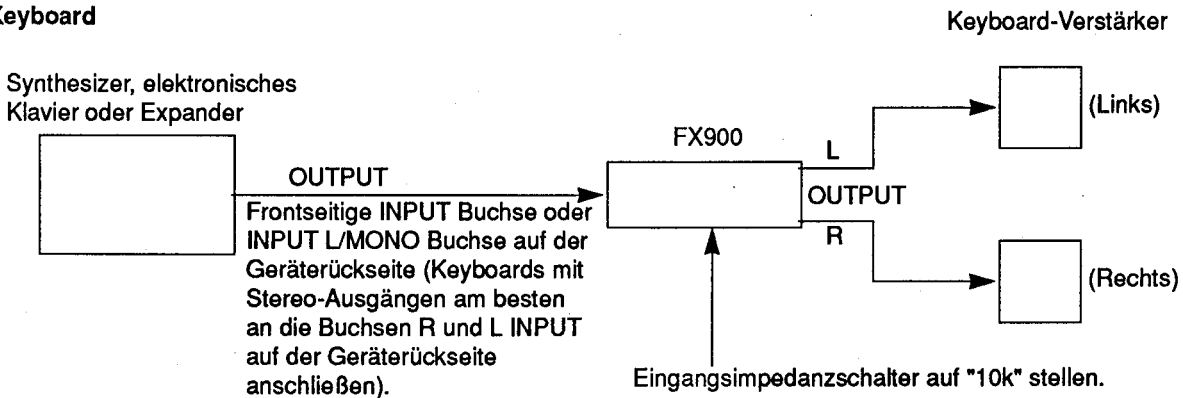 Keyboard
Keyboard-Verstärker
Synthesizer, elektronisches
Klavier oder Expander
(Links)
FX900
L
OUTPUT
OUTPUT
R
Frontseitige INPUT Buchse oder
INPUT L/MONO Buchse auf der
Geräterückseite (Keyboards mit
Stereo-Ausgängen am besten
an die Buchsen R und L INPUT
auf der Geräterückseite
anschließen).
(Rechts)
Eingangsimpedanzschalter auf "10k" stellen.